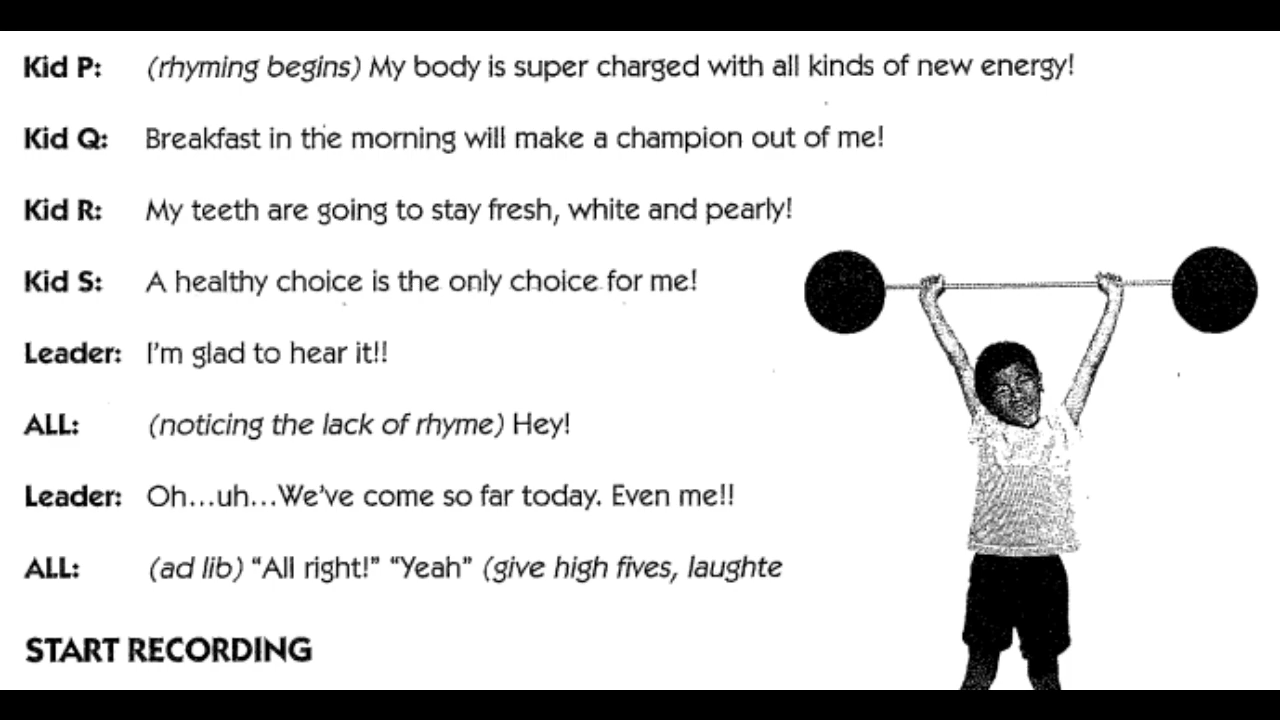 Kid P: (rhyming begins) My body is super charged with all kinds of new energy!
Kid Q: Breakfast in the morning will make a champion out of me!
Kid R: My teeth are going to stay fresh, white and pearly!
Kid S: A healthy choice is the only choice for me!
Leader: I'm glad to hear it!!
ALL: (noticing the lack of rhyme) Hey!
Leader: Oh...uh...We've come so far today. Even me!!
ALL: (ad lib) “All right!” “Yeah” (give high fives, laughte
START RECORDING